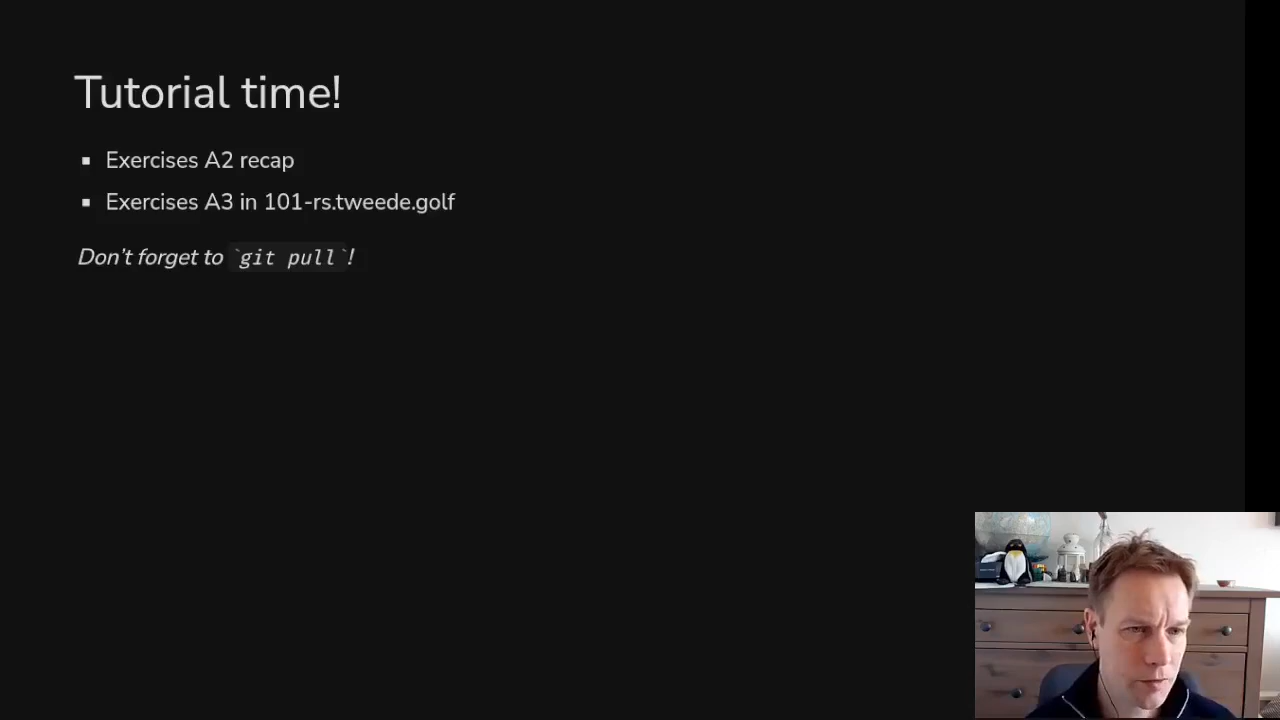 Tutorial time!
Exercises A2 recap
Exercises A3 in 101-rs.tweede.golf
Don't forget to `git pull`!